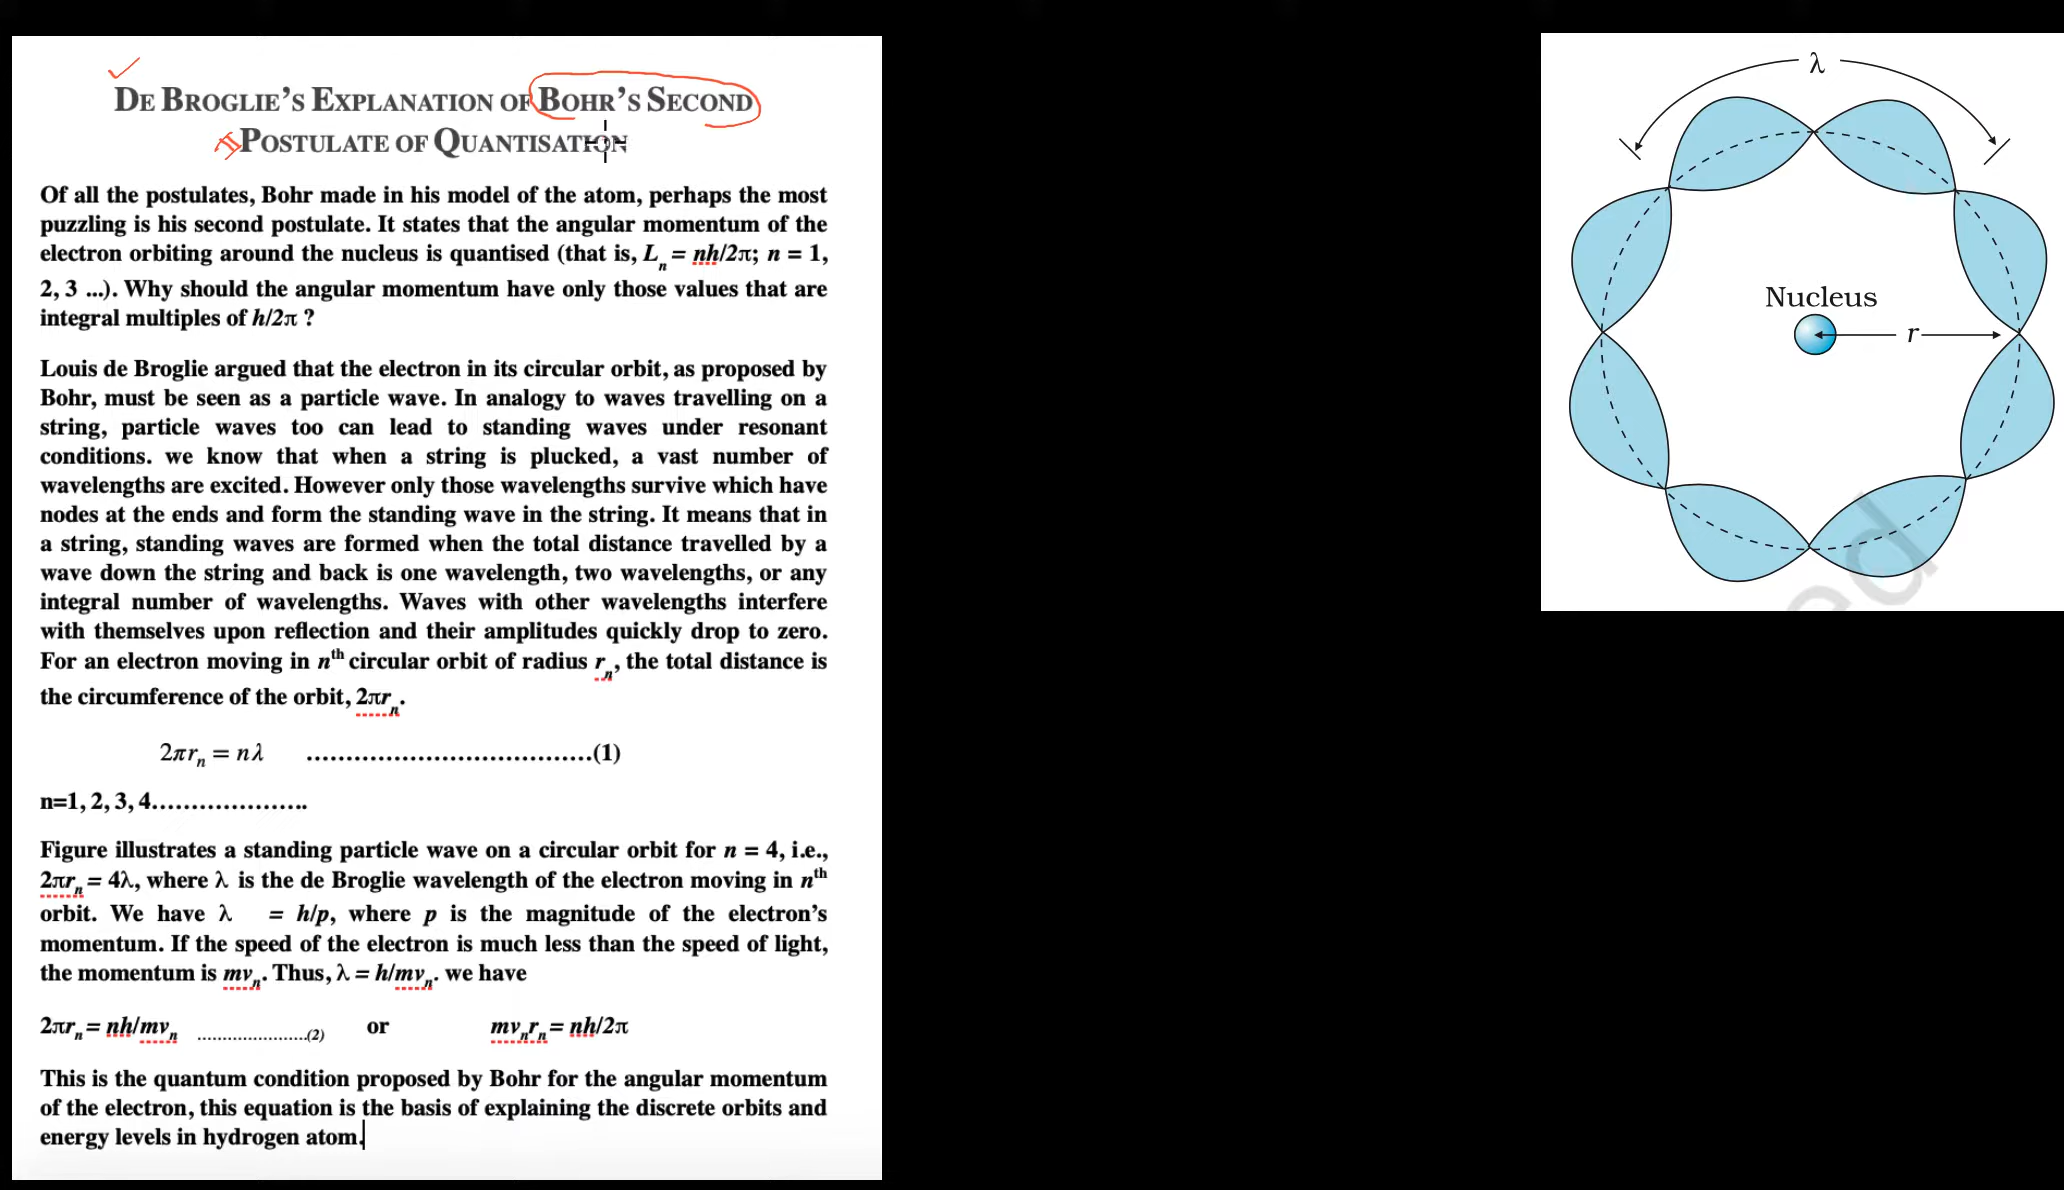 DE BROGLIE'S EXPLANATION OF BOHR'S SECOND
POSTULATE OF QUANTISATION
Of all the postulates, Bohr made in his model of the atom, perhaps the most
puzzling is his second postulate. It states that the angular momentum of the
electron orbiting around the nucleus is quantised (that is, Lₙ = nh/2π; n = 1,
2, 3 ...). Why should the angular momentum have only those values that are
integral multiples of h/2π ?
Louis de Broglie argued that the electron in its circular orbit, as proposed by
Bohr, must be seen as a particle wave. In analogy to waves travelling on a
string, particle waves too can lead to standing waves under resonant
conditions. we know that when a string is plucked, a vast number of
wavelengths are excited. However only those wavelengths survive which have
nodes at the ends and form the standing wave in the string. It means that in
a string, standing waves are formed when the total distance travelled by a
wave down the string and back is one wavelength, two wavelengths, or any
integral number of wavelengths. Waves with other wavelengths interfere
with themselves upon reflection and their amplitudes quickly drop to zero.
For an electron moving in nᵗʰ circular orbit of radius rₙ, the total distance is
the circumference of the orbit, 2πrₙ.
2πrₙ = nλ ....................................(1)
n=1, 2, 3, 4.....................
Figure illustrates a standing particle wave on a circular orbit for n = 4, i.e.,
2πrₙ = 4λ, where λ is the de Broglie wavelength of the electron moving in nᵗʰ
orbit. We have λ = h/p, where p is the magnitude of the electron's
momentum. If the speed of the electron is much less than the speed of light,
the momentum is mvₙ. Thus, λ = h/mvₙ. we have
2πrₙ = nh/mvₙ ......................(2) or mvₙrₙ = nh/2π
This is the quantum condition proposed by Bohr for the angular momentum
of the electron, this equation is the basis of explaining the discrete orbits and
energy levels in hydrogen atom.
λ
Nucleus
r
ed